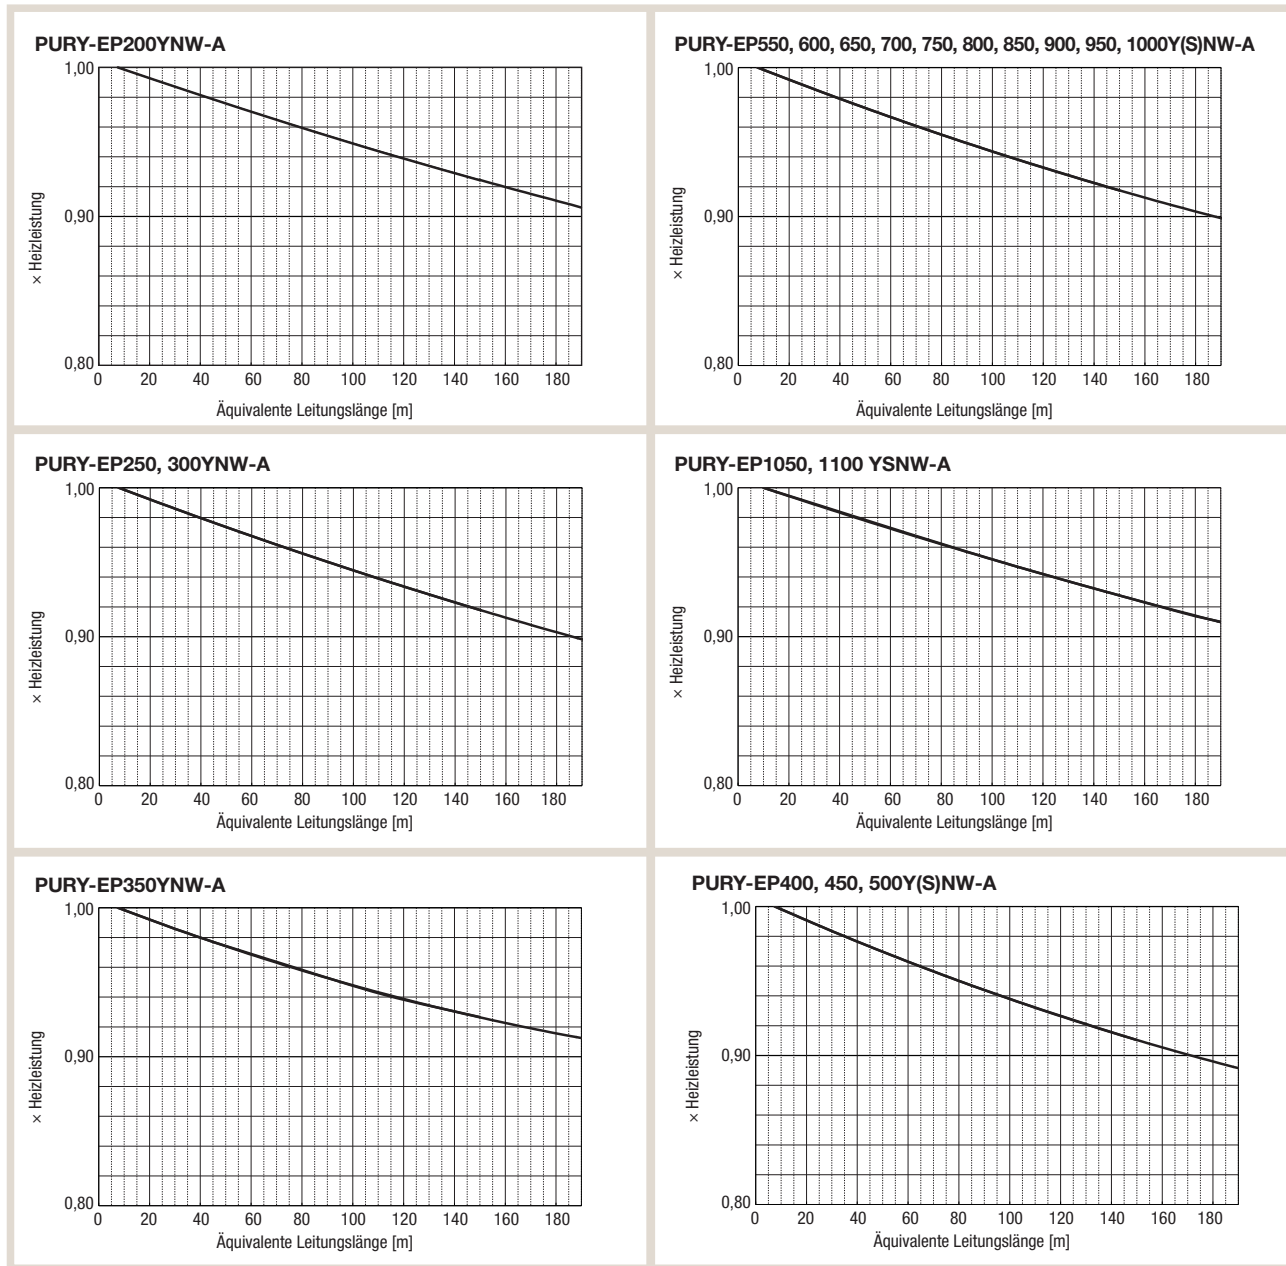 PURY-EP200YNW-A
1,00
0,90
0,80
× Heizleistung
0 20 40 60 80 100 120 140 160 180
Äquivalente Leitungslänge [m]
PURY-EP550, 600, 650, 700, 750, 800, 850, 900, 950, 1000Y(S)NW-A
1,00
0,90
0,80
× Heizleistung
0 20 40 60 80 100 120 140 160 180
Äquivalente Leitungslänge [m]
PURY-EP250, 300YNW-A
1,00
0,90
0,80
× Heizleistung
0 20 40 60 80 100 120 140 160 180
Äquivalente Leitungslänge [m]
PURY-EP1050, 1100 YSNW-A
1,00
0,90
0,80
× Heizleistung
0 20 40 60 80 100 120 140 160 180
Äquivalente Leitungslänge [m]
PURY-EP350YNW-A
1,00
0,90
0,80
× Heizleistung
0 20 40 60 80 100 120 140 160 180
Äquivalente Leitungslänge [m]
PURY-EP400, 450, 500Y(S)NW-A
1,00
0,90
0,80
× Heizleistung
0 20 40 60 80 100 120 140 160 180
Äquivalente Leitungslänge [m]